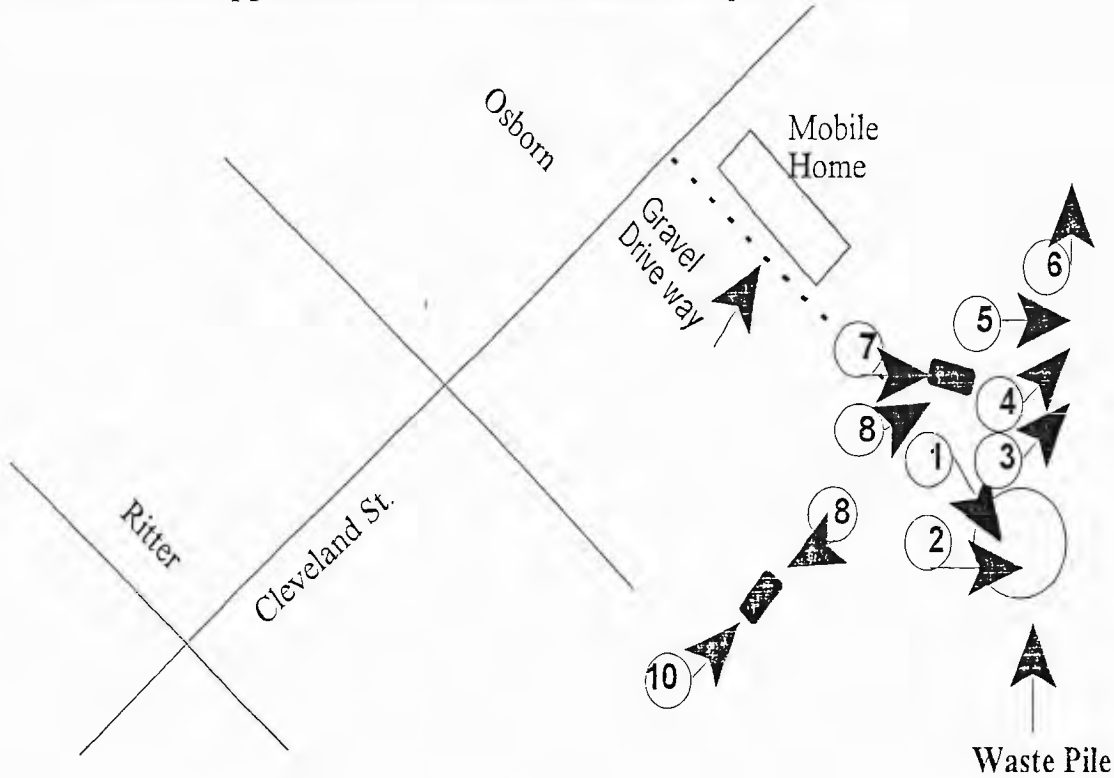 Osborn
Mobile
Home
Gravel
Drive way
6
5
7
4
8
1
3
8
2
Ritter
Cleveland St.
10
Waste Pile